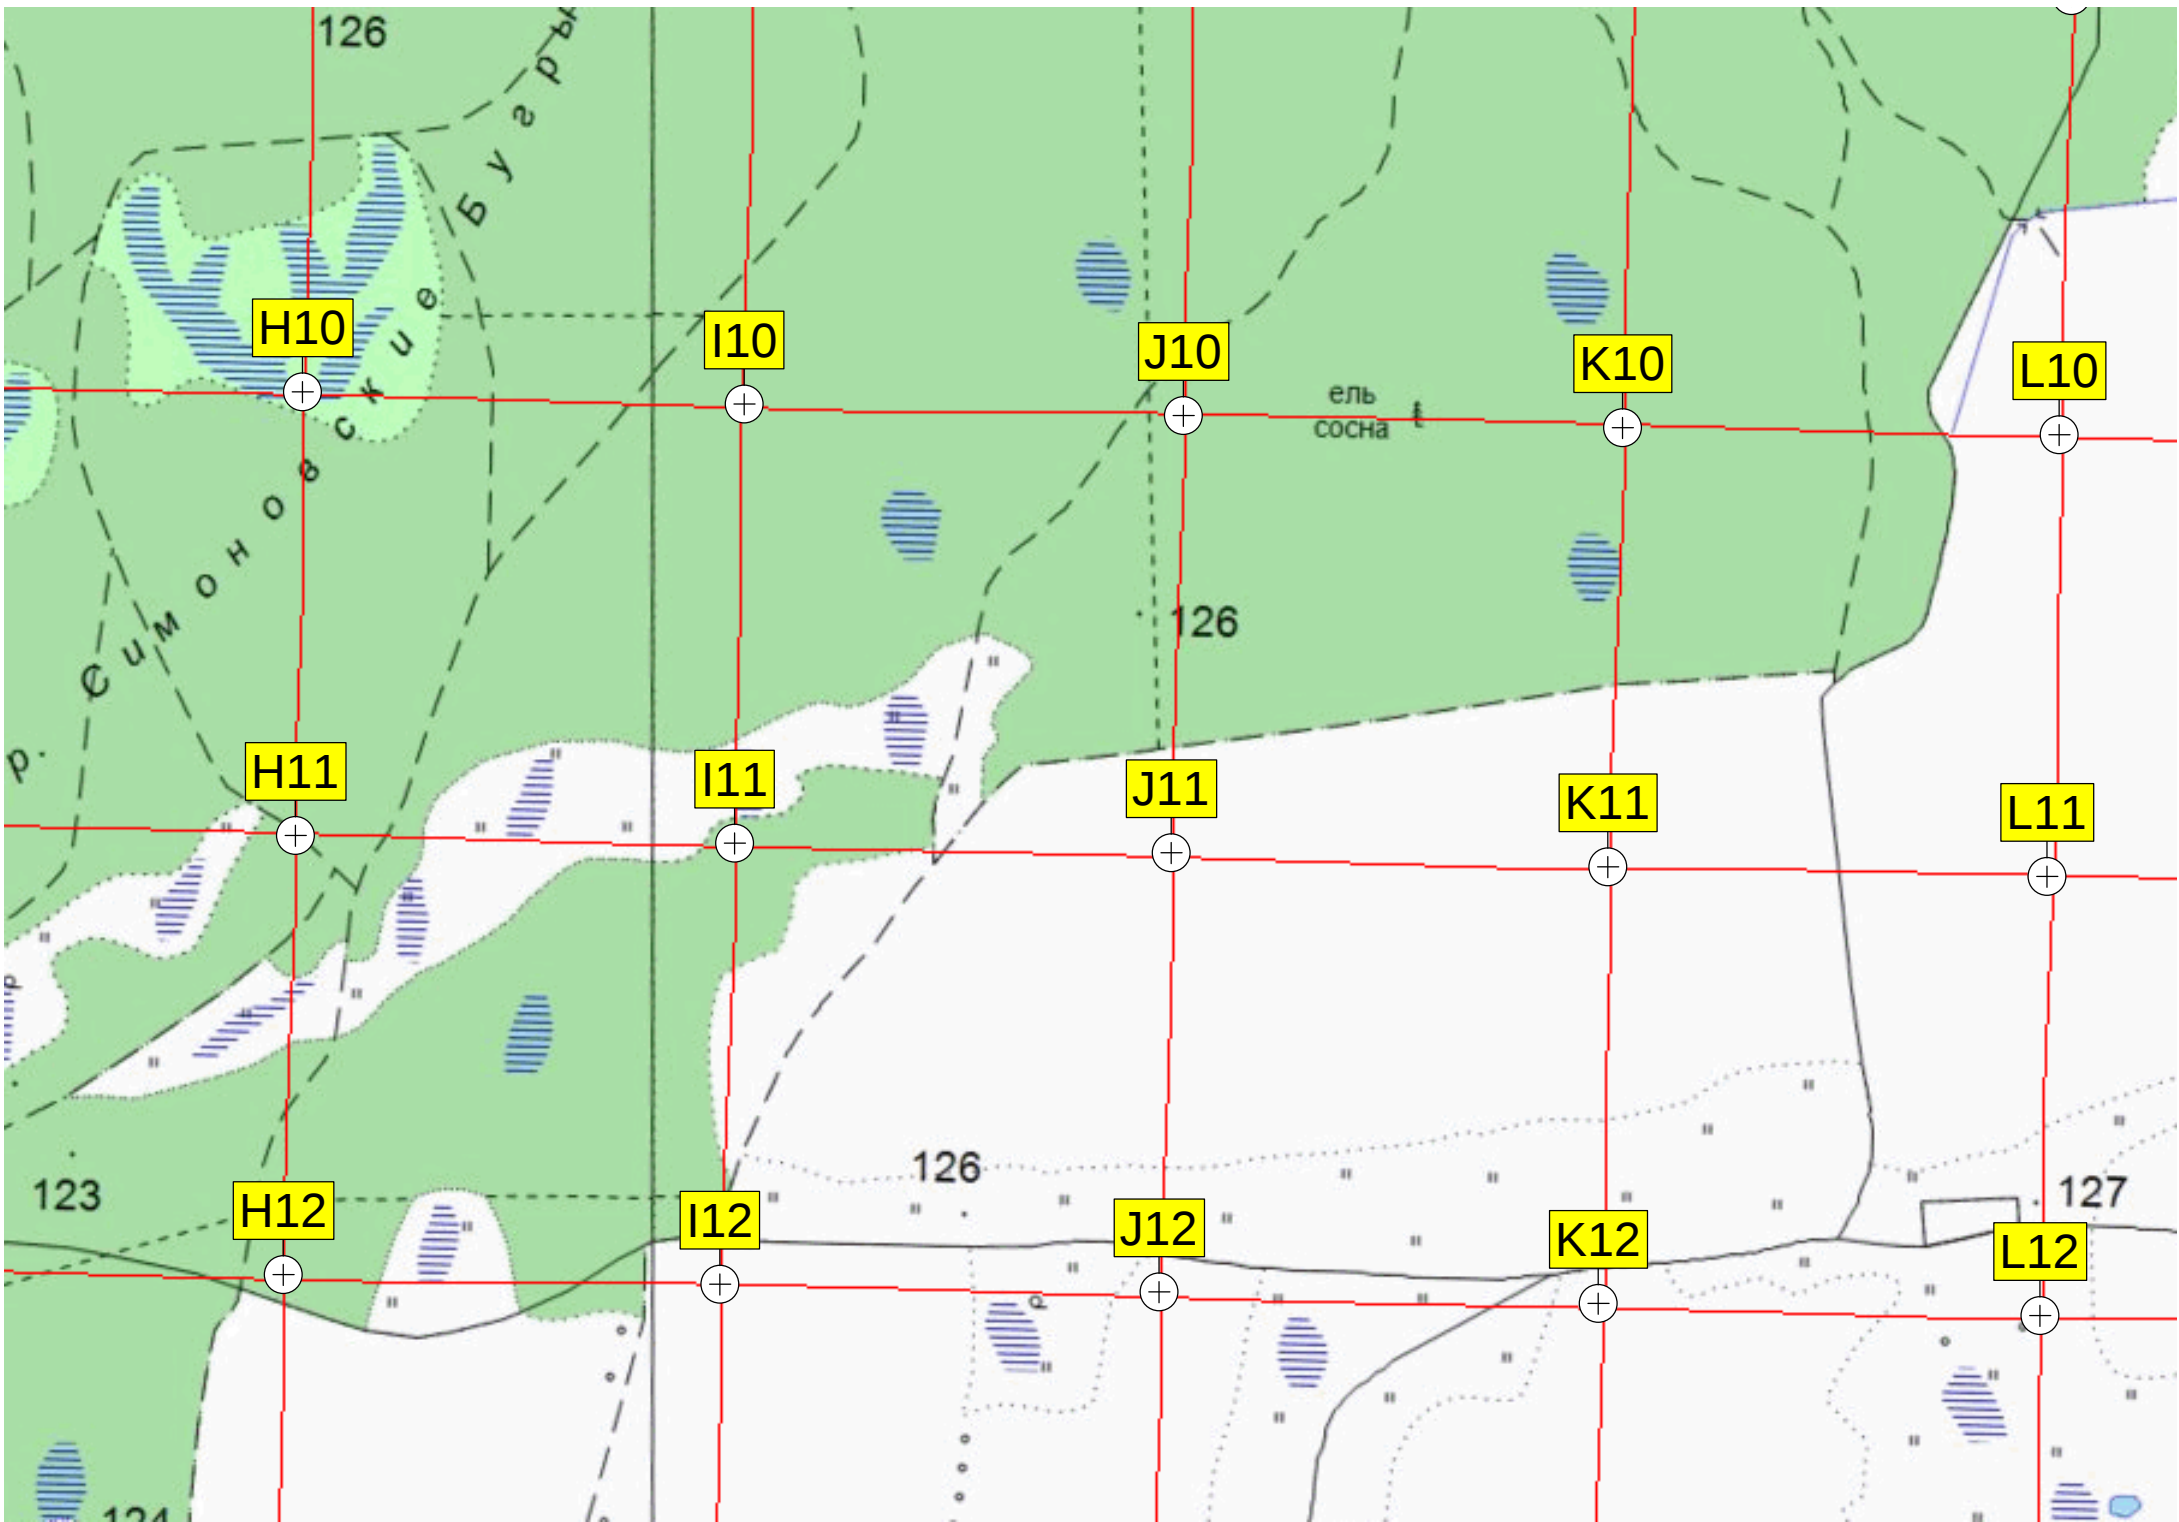 126
р. Симоновские Бугры
H10
I10
J10
K10
L10
ель
сосна
126
H11
I11
J11
K11
L11
р
126
123
127
H12
I12
J12
K12
L12
р
124